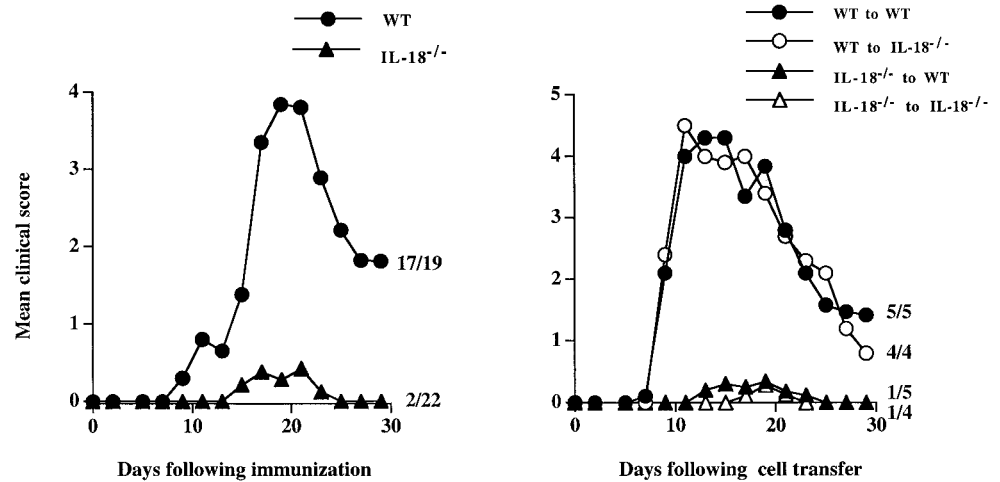 WT
IL-18-/-
Mean clinical score
4
3
2
1
0
17/19
2/22
0 10 20 30
Days following immunization
WT to WT
WT to IL-18-/-
IL-18-/- to WT
IL-18-/- to IL-18-/-
5
4
3
2
1
0
5/5
4/4
1/5
1/4
0 10 20 30
Days following cell transfer